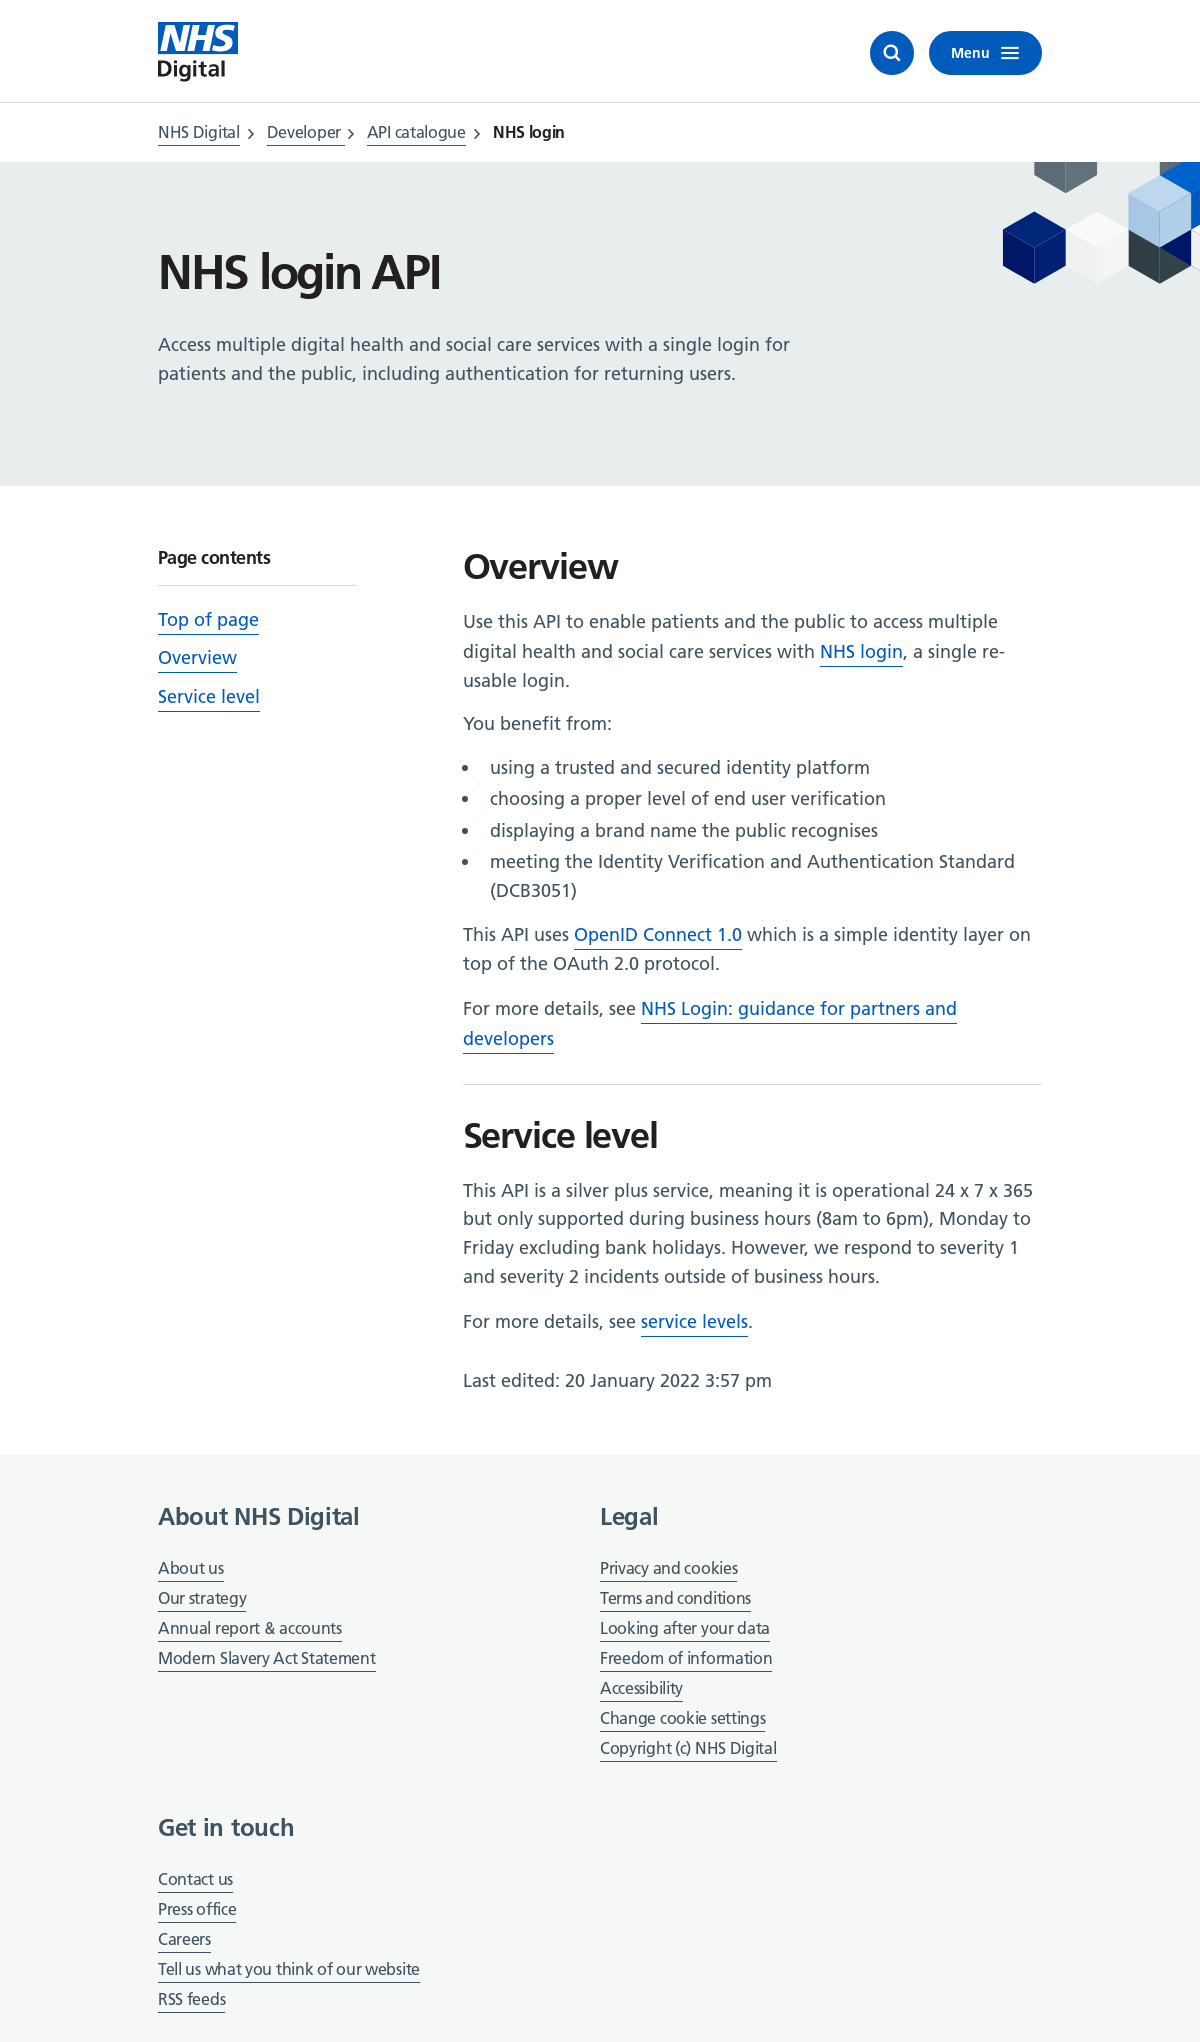 NHS
Digital
Menu
NHS Digital
Developer
API catalogue
NHS login
NHS login API
Access multiple digital health and social care services with a single login for
patients and the public, including authentication for returning users.
Page contents
Top of page
Overview
Service level
Overview
Use this API to enable patients and the public to access multiple
digital health and social care services with NHS login, a single re-
usable login.
You benefit from:
using a trusted and secured identity platform
choosing a proper level of end user verification
displaying a brand name the public recognises
meeting the Identity Verification and Authentication Standard
(DCB3051)
This API uses OpenID Connect 1.0 which is a simple identity layer on
top of the OAuth 2.0 protocol.
For more details, see NHS Login: guidance for partners and
developers
Service level
This API is a silver plus service, meaning it is operational 24 x 7 x 365
but only supported during business hours (8am to 6pm), Monday to
Friday excluding bank holidays. However, we respond to severity 1
and severity 2 incidents outside of business hours.
For more details, see service levels.
Last edited: 20 January 2022 3:57 pm
About NHS Digital
About us
Our strategy
Annual report & accounts
Modern Slavery Act Statement
Legal
Privacy and cookies
Terms and conditions
Looking after your data
Freedom of information
Accessibility
Change cookie settings
Copyright (c) NHS Digital
Get in touch
Contact us
Press office
Careers
Tell us what you think of our website
RSS feeds